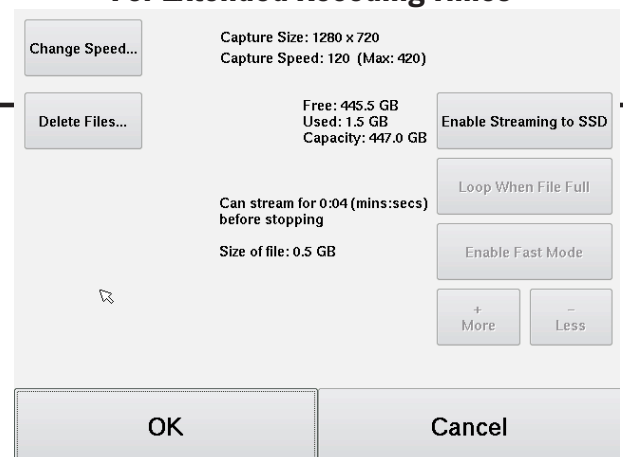 For Extended Recording Times
Change Speed...
Capture Size: 1280 x 720
Capture Speed: 120 (Max: 420)
Delete Files...
Free: 445.5 GB
Used: 1.5 GB
Capacity: 447.0 GB
Enable Streaming to SSD
Loop When File Full
Can stream for 0:04 (mins:secs)
before stopping
Size of file: 0.5 GB
Enable Fast Mode
+
More
–
Less
OK
Cancel